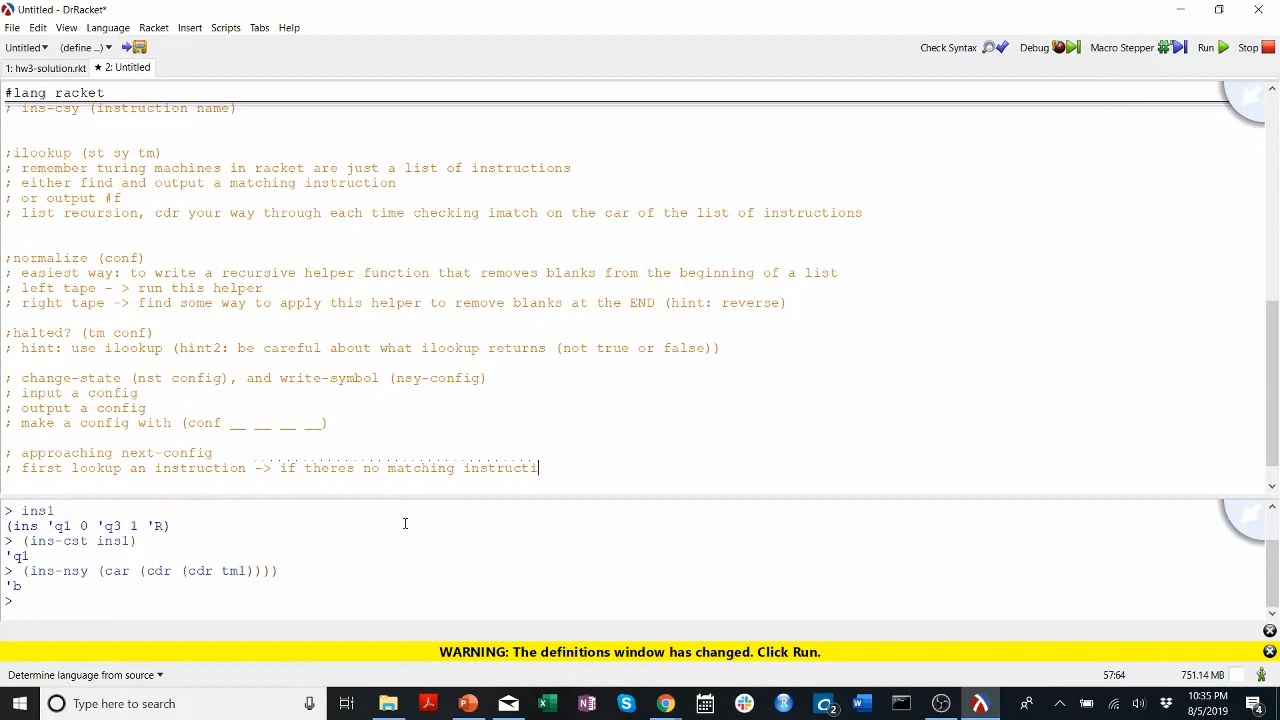 Untitled - DrRacket*
File Edit View Language Racket Insert Scripts Tabs Help
Untitled (define ...) Check Syntax Debug Macro Stepper Run Stop
1: hw3-solution.rkt 2: Untitled
#lang racket
; ins-csy (instruction name)
;ilookup (st sy tm)
; remember turing machines in racket are just a list of instructions
; either find and output a matching instruction
; or output #f
; list recursion, cdr your way through each time checking imatch on the car of the list of instructions
;normalize (conf)
; easiest way: to write a recursive helper function that removes blanks from the beginning of a list
; left tape - > run this helper
; right tape -> find some way to apply this helper to remove blanks at the END (hint: reverse)
;halted? (tm conf)
; hint: use ilookup (hint2: be careful about what ilookup returns (not true or false))
; change-state (nst config), and write-symbol (nsy-config)
; input a config
; output a config
; make a config with (conf __ __ __ __)
; approaching next-config
; first lookup an instruction -> if theres no matching instructi
> ins1
(ins 'q1 0 'q3 1 'R)
> (ins-cst ins1)
'q1
> (ins-nsy (car (cdr (cdr tm1))))
'b
>
WARNING: The definitions window has changed. Click Run.
Determine language from source 57:64 751.14 MB
Type here to search
10:35 PM
8/5/2019